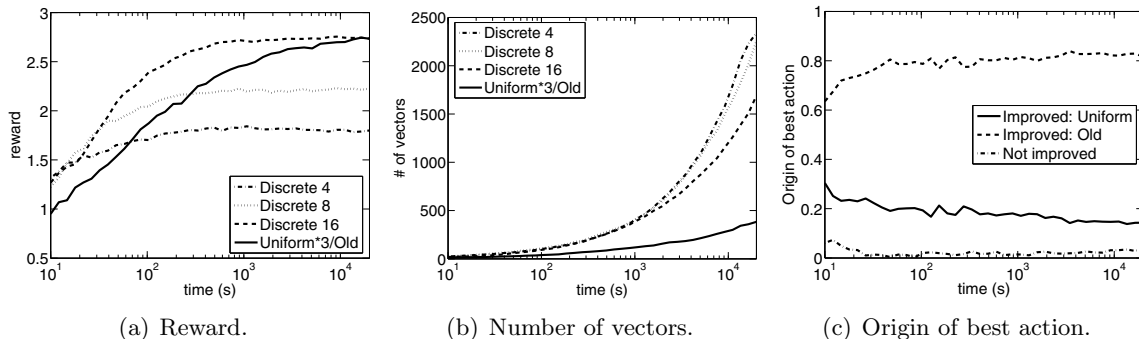 3
2.5
2
1.5
1
0.5
reward
Discrete 4
Discrete 8
Discrete 16
Uniform*3/Old
10^1
10^2
10^3
10^4
time (s)
(a) Reward.
2500
2000
1500
1000
500
0
# of vectors
Discrete 4
Discrete 8
Discrete 16
Uniform*3/Old
10^1
10^2
10^3
10^4
time (s)
(b) Number of vectors.
1
0.8
0.6
0.4
0.2
0
Origin of best action
Improved: Uniform
Improved: Old
Not improved
10^1
10^2
10^3
10^4
time (s)
(c) Origin of best action.